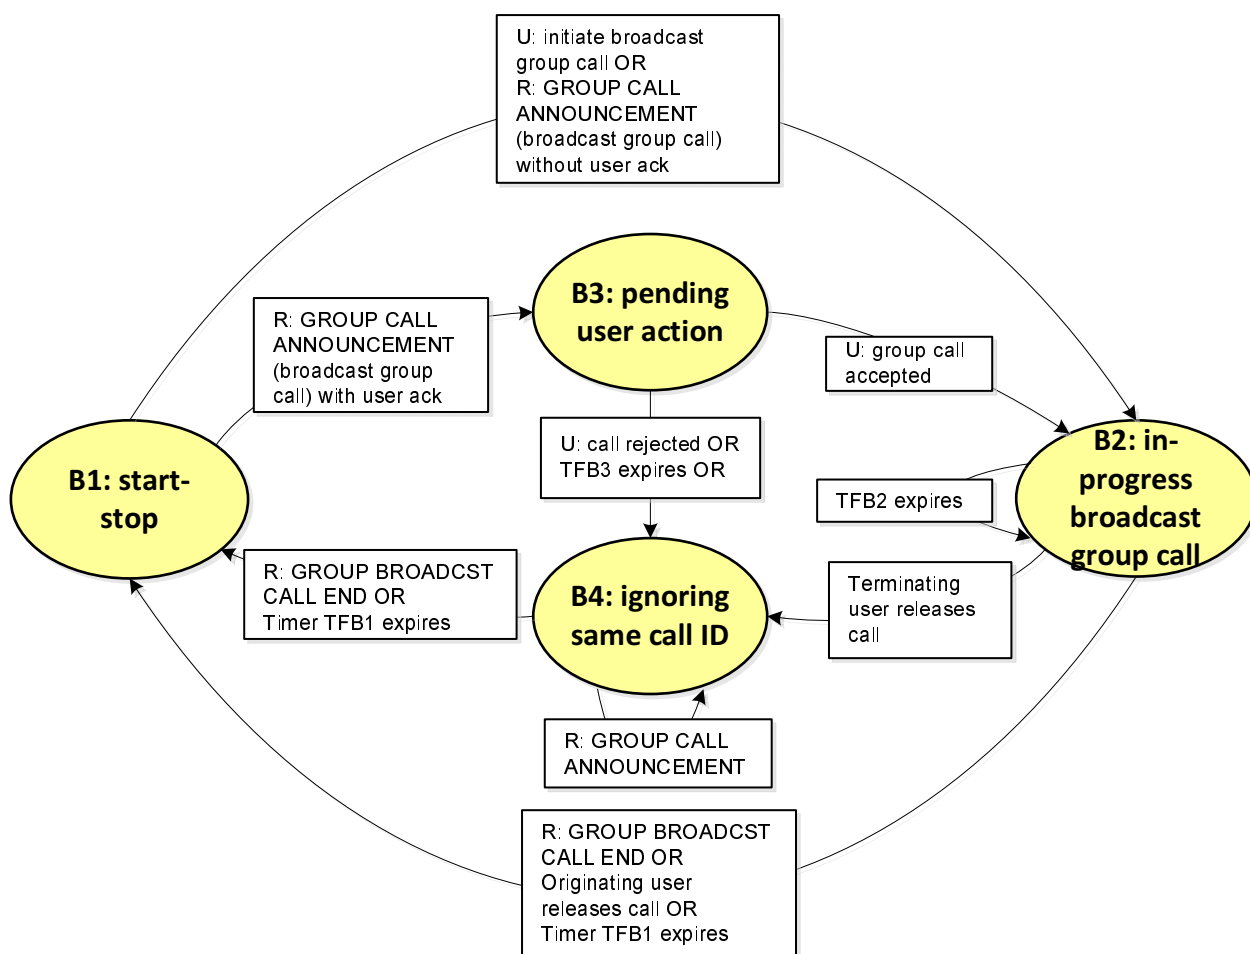 U: initiate broadcast
group call OR
R: GROUP CALL
ANNOUNCEMENT
(broadcast group call)
without user ack
B3: pending
user action
R: GROUP CALL
ANNOUNCEMENT
(broadcast group
call) with user ack
U: group call
accepted
U: call rejected OR
TFB3 expires OR
B1: start-
stop
B2: in-
progress
broadcast
group call
TFB2 expires
R: GROUP BROADCST
CALL END OR
Timer TFB1 expires
B4: ignoring
same call ID
Terminating
user releases
call
R: GROUP CALL
ANNOUNCEMENT
R: GROUP BROADCST
CALL END OR
Originating user
releases call OR
Timer TFB1 expires